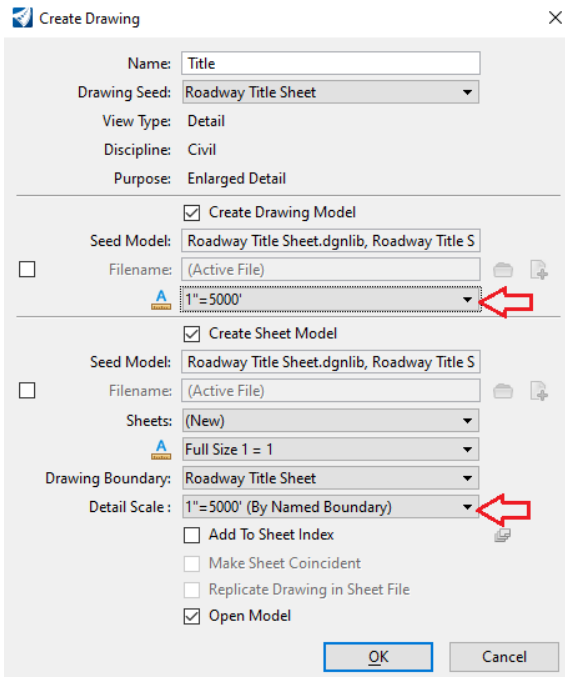 Create Drawing
Name: Title
Drawing Seed: Roadway Title Sheet
View Type: Detail
Discipline: Civil
Purpose: Enlarged Detail
Create Drawing Model
Seed Model: Roadway Title Sheet.dgnlib, Roadway Title S
Filename: (Active File)
A 1"=5000'
Create Sheet Model
Seed Model: Roadway Title Sheet.dgnlib, Roadway Title S
Filename: (Active File)
Sheets: (New)
A Full Size 1 = 1
Drawing Boundary: Roadway Title Sheet
Detail Scale : 1"=5000' (By Named Boundary)
Add To Sheet Index
Make Sheet Coincident
Replicate Drawing in Sheet File
Open Model
OK Cancel